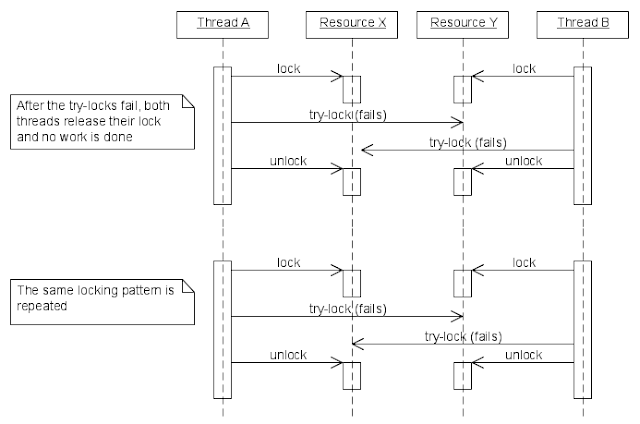 Thread A
Resource X
Resource Y
Thread B
lock
lock
After the try-locks fail, both
threads release their lock
and no work is done
try-lock (fails)
try-lock (fails)
unlock
unlock
lock
lock
The same locking pattern is
repeated
try-lock (fails)
try-lock (fails)
unlock
unlock